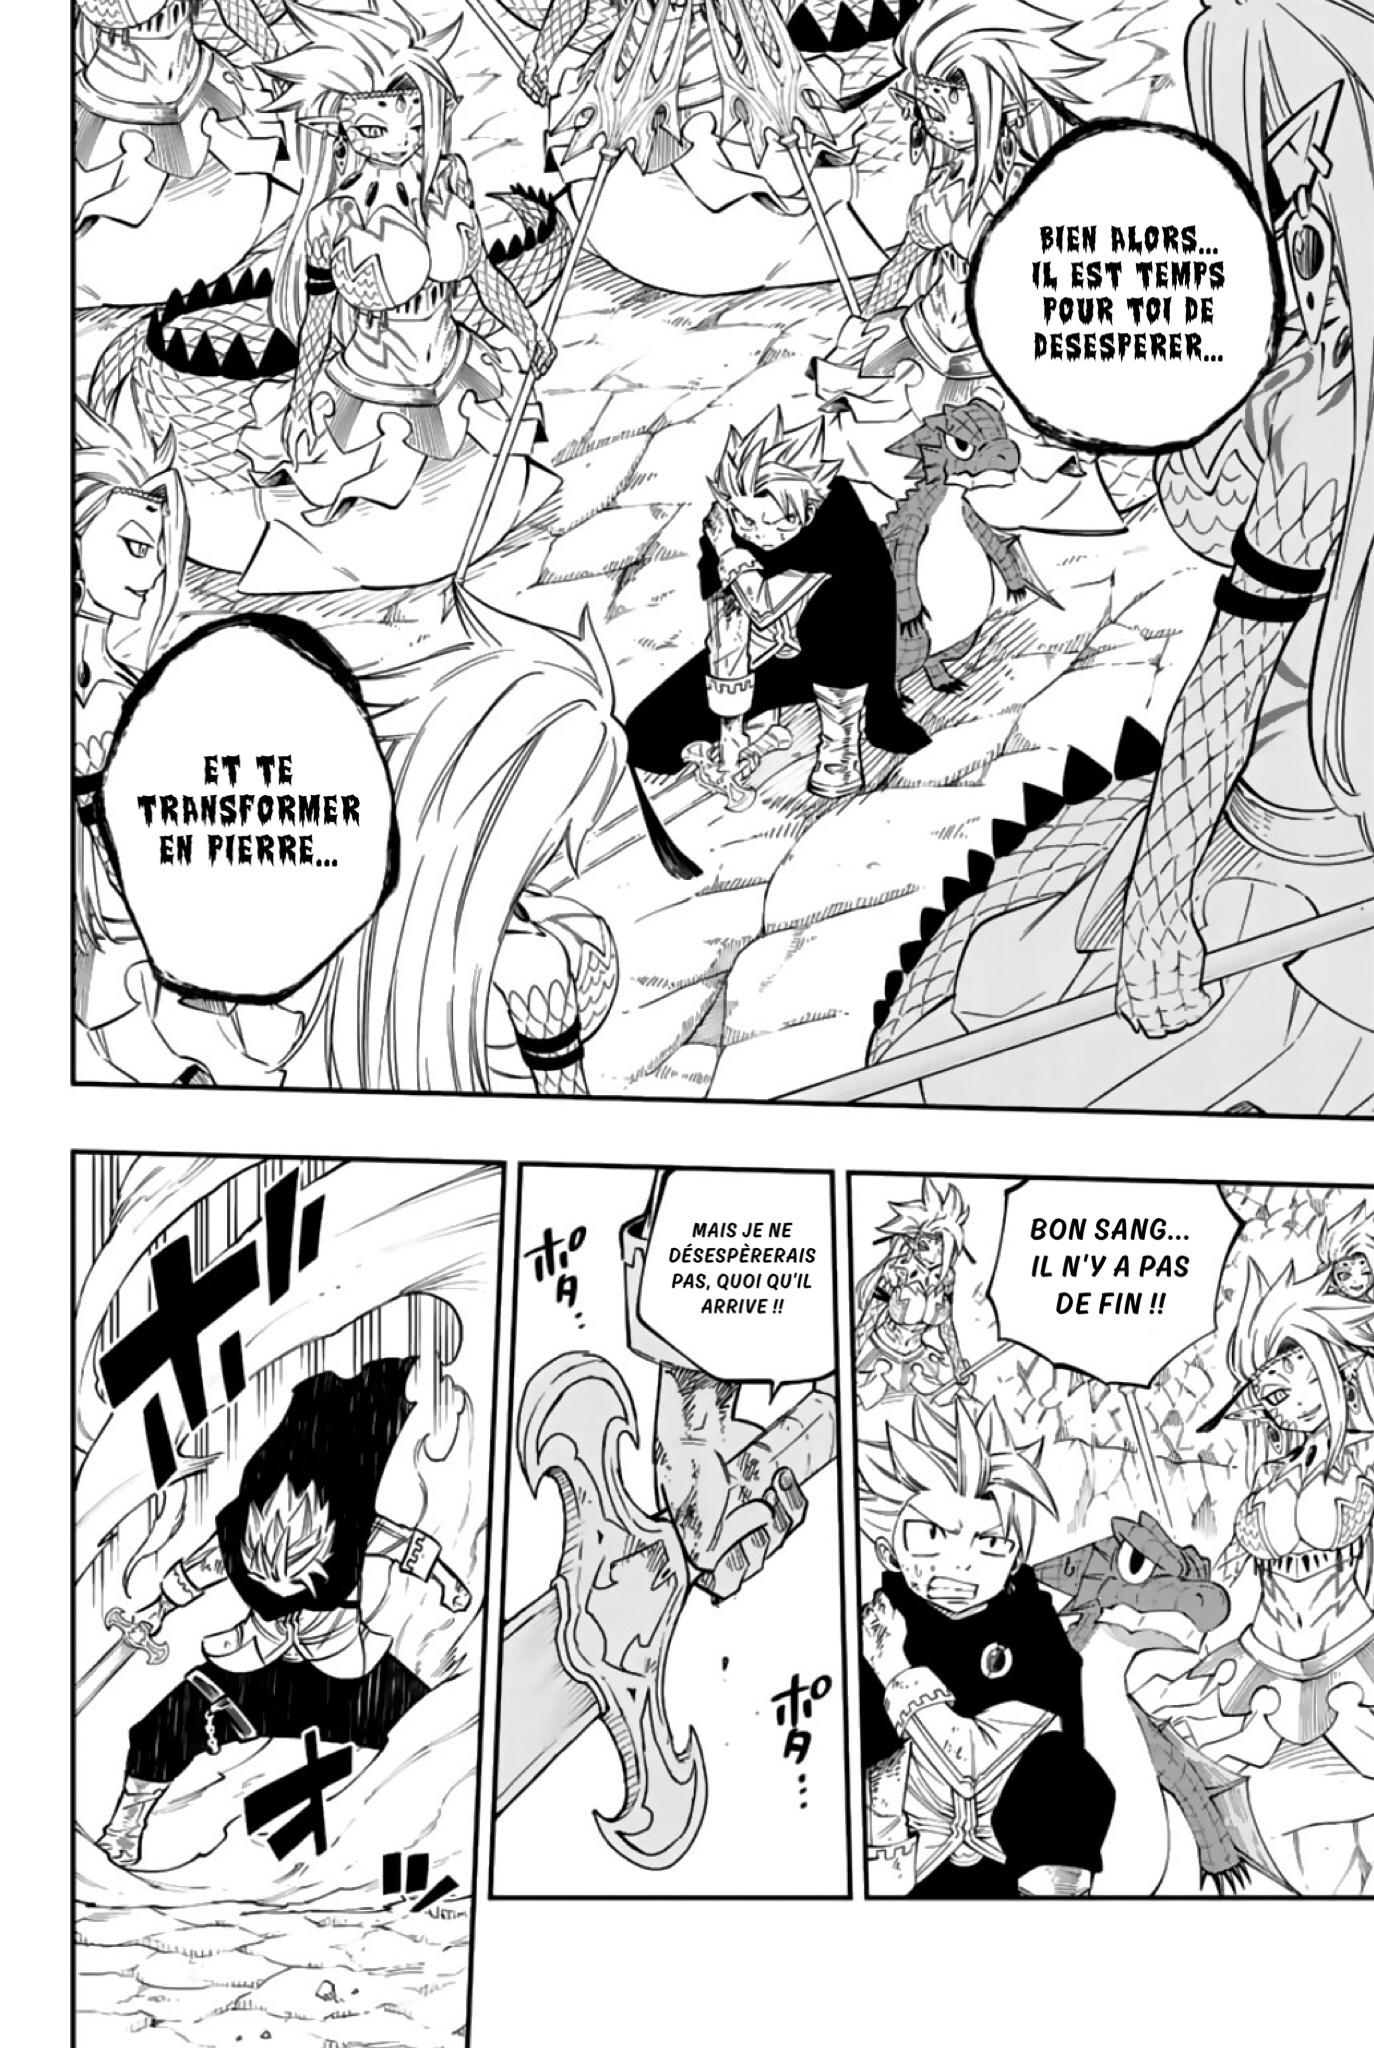 BIEN ALORS...
IL EST TEMPS
POUR TOI DE
DESESPERER...
ET TE
TRANSFORMER
EN PIERRE...
BON SANG...
IL N'Y A PAS
DE FIN !!
MAIS JE NE
DÉSESPÈRERAIS
PAS, QUOI QU'IL
ARRIVE !!
ポタ…
ポタ…
ボオッ